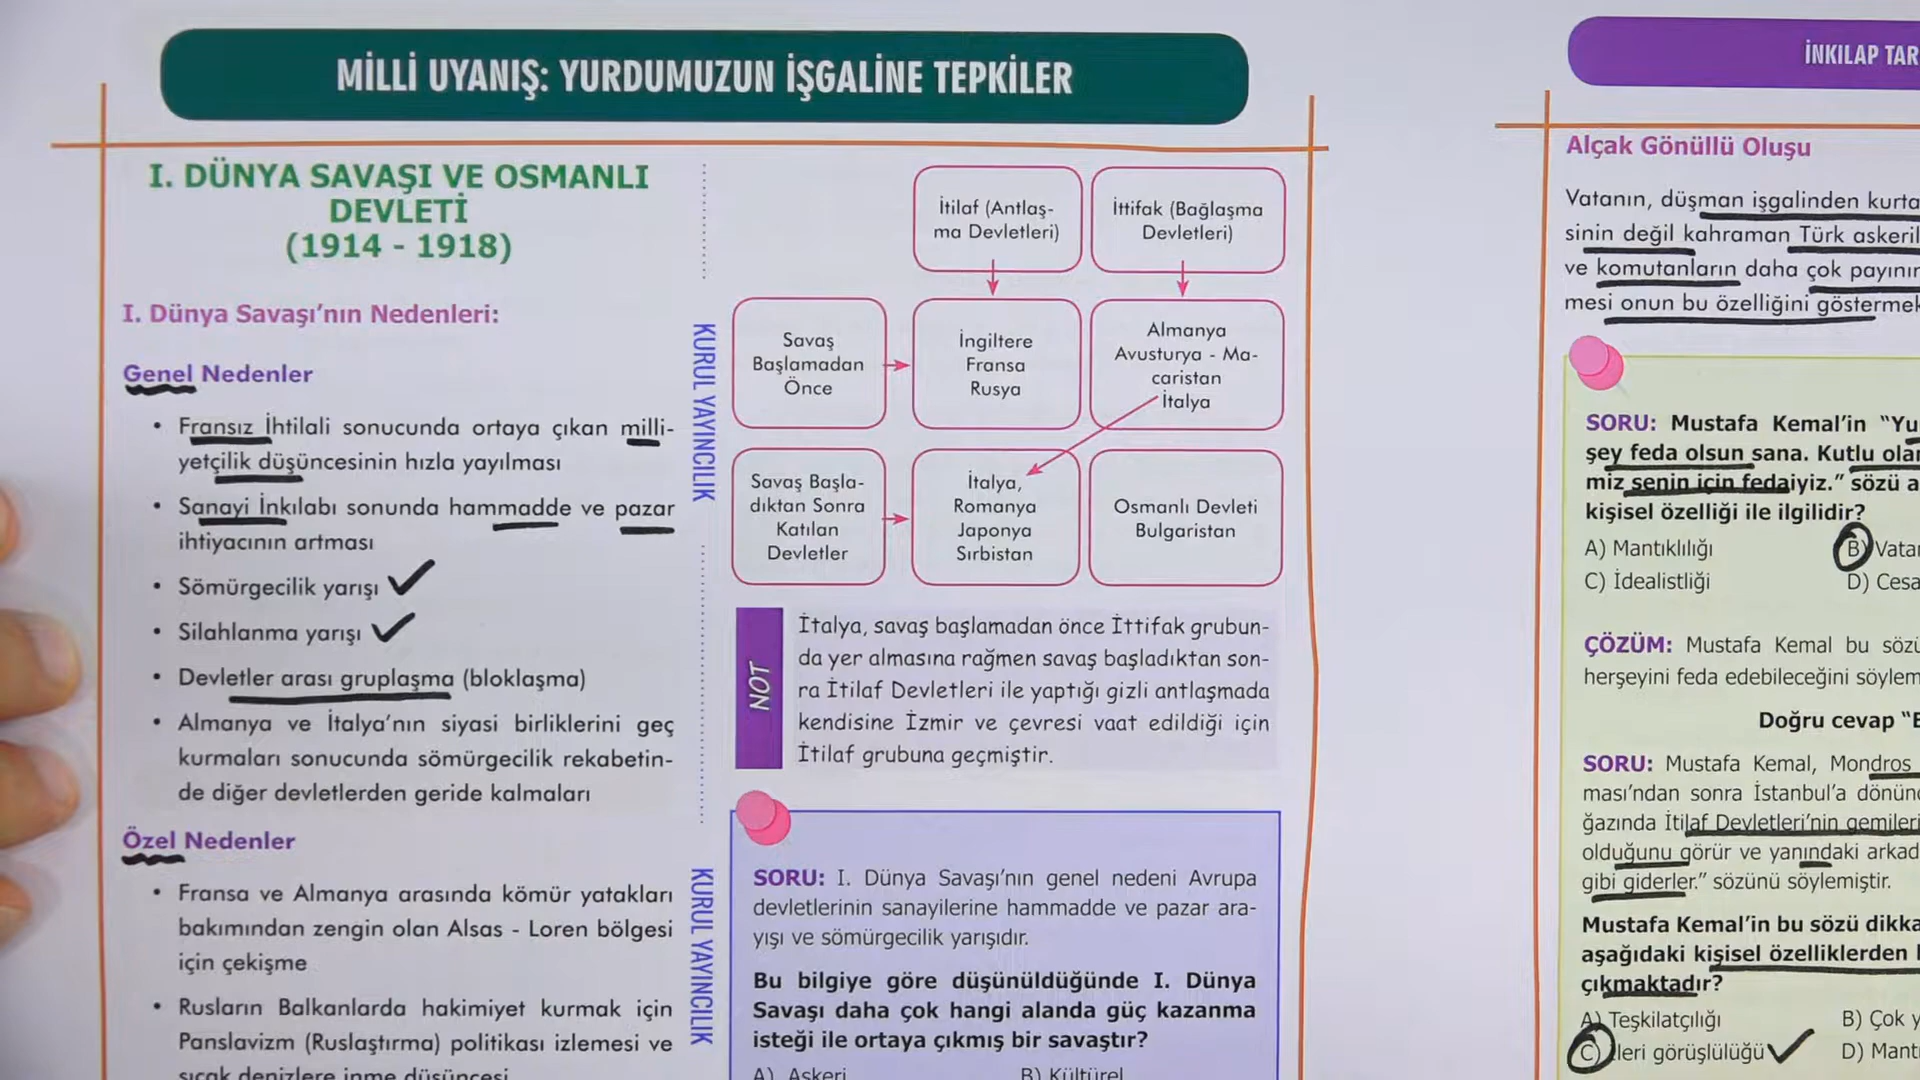 MİLLİ UYANIŞ: YURDUMUZUN İŞGALİNE TEPKİLER
I. DÜNYA SAVAŞI VE OSMANLI
DEVLETİ
(1914 - 1918)
I. Dünya Savaşı’nın Nedenleri:
Genel Nedenler
• Fransız İhtilali sonucunda ortaya çıkan milli-
yetçilik düşüncesinin hızla yayılması
• Sanayi İnkılabı sonunda hammadde ve pazar
ihtiyacının artması
• Sömürgecilik yarışı
• Silahlanma yarışı
• Devletler arası gruplaşma (bloklaşma)
• Almanya ve İtalya’nın siyasi birliklerini geç
kurmaları sonucunda sömürgecilik rekabetin-
de diğer devletlerden geride kalmaları
Özel Nedenler
• Fransa ve Almanya arasında kömür yatakları
bakımından zengin olan Alsas - Loren bölgesi
için çekişme
• Rusların Balkanlarda hakimiyet kurmak için
Panslavizm (Ruslaştırma) politikası izlemesi ve
sıcak denizlere inme düşüncesi
KURUL YAYINCILIK
KURUL YAYINCILIK
İtilaf (Antlaş-
ma Devletleri)
İttifak (Bağlaşma
Devletleri)
Savaş
Başlamadan
Önce
İngiltere
Fransa
Rusya
Almanya
Avusturya - Ma-
caristan
İtalya
Savaş Başla-
dıktan Sonra
Katılan
Devletler
İtalya,
Romanya
Japonya
Sırbistan
Osmanlı Devleti
Bulgaristan
NOT
İtalya, savaş başlamadan önce İttifak grubun-
da yer almasına rağmen savaş başladıktan son-
ra İtilaf Devletleri ile yaptığı gizli antlaşmada
kendisine İzmir ve çevresi vaat edildiği için
İtilaf grubuna geçmiştir.
SORU: I. Dünya Savaşı’nın genel nedeni Avrupa
devletlerinin sanayilerine hammadde ve pazar ara-
yışı ve sömürgecilik yarışıdır.
Bu bilgiye göre düşünüldüğünde I. Dünya
Savaşı daha çok hangi alanda güç kazanma
isteği ile ortaya çıkmış bir savaştır?
A) Askeri B) Kültürel
İNKILAP TAR
Alçak Gönüllü Oluşu
Vatanın, düşman işgalinden kurta
sinin değil kahraman Türk askeril
ve komutanların daha çok payının
mesi onun bu özelliğini göstermek
SORU: Mustafa Kemal’in “Yu
şey feda olsun sana. Kutlu olan
miz senin için fedaiyiz.” sözü a
kişisel özelliği ile ilgilidir?
A) Mantıklılığı B) Vata
C) İdealistliği D) Cesa
ÇÖZÜM: Mustafa Kemal bu sözü
herşeyini feda edebileceğini söylem
Doğru cevap “B
SORU: Mustafa Kemal, Mondros
ması’ndan sonra İstanbul’a dönünc
ğazında İtilaf Devletleri’nin gemileri
olduğunu görür ve yanındaki arkad
gibi giderler.” sözünü söylemiştir.
Mustafa Kemal’in bu sözü dikka
aşağıdaki kişisel özelliklerden
çıkmaktadır?
A) Teşkilatçılığı B) Çok y
C) İleri görüşlülüğü D) Mantı